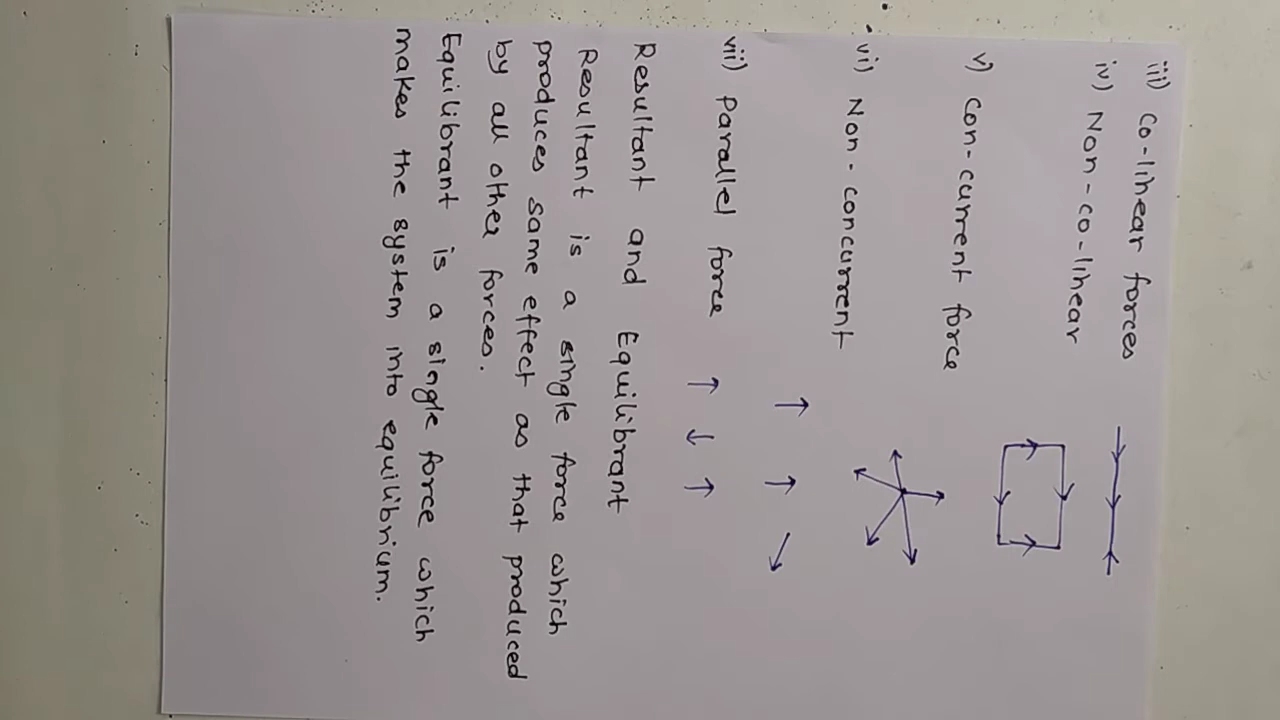 iii) Co-linear forces
iv) Non-co-linear
v) Con-current force
vi) Non-concurrent
vii) Parallel force
Resultant and Equilibrant
Resultant is a single force which
produces same effect as that produced
by all other forces.
Equilibrant is a single force which
makes the system into equilibrium.